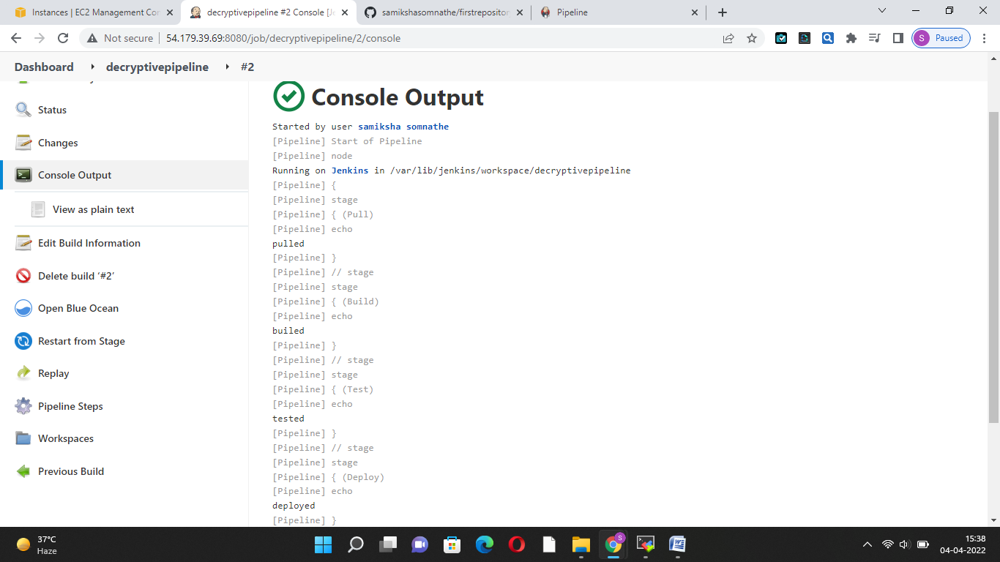 Instances | EC2 Management Con
decryptivepipeline #2 Console [Je
samikshasomnathe/firstrepository
Pipeline
Not secure
54.179.39.69:8080/job/decryptivepipeline/2/console
S
Paused
Dashboard
decryptivepipeline
#2
Status
Changes
Console Output
View as plain text
Edit Build Information
Delete build ‘#2’
Open Blue Ocean
Restart from Stage
Replay
Pipeline Steps
Workspaces
Previous Build
Console Output
Started by user samiksha somnathe
[Pipeline] Start of Pipeline
[Pipeline] node
Running on Jenkins in /var/lib/jenkins/workspace/decryptivepipeline
[Pipeline] {
[Pipeline] stage
[Pipeline] { (Pull)
[Pipeline] echo
pulled
[Pipeline] }
[Pipeline] // stage
[Pipeline] stage
[Pipeline] { (Build)
[Pipeline] echo
builed
[Pipeline] }
[Pipeline] // stage
[Pipeline] stage
[Pipeline] { (Test)
[Pipeline] echo
tested
[Pipeline] }
[Pipeline] // stage
[Pipeline] stage
[Pipeline] { (Deploy)
[Pipeline] echo
deployed
[Pipeline] }
37°C
Haze
S
15:38
04-04-2022